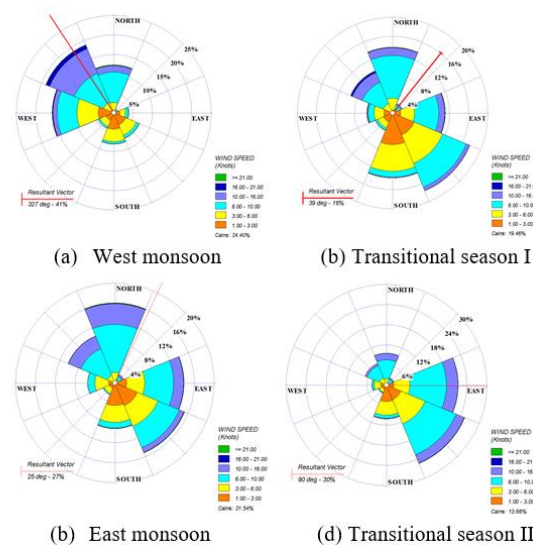 NORTH
25%
20%
15%
10%
5%
WEST
EAST
SOUTH
WIND SPEED
(Knots)
>= 21.00
16.00 - 21.00
10.00 - 16.00
6.00 - 10.00
3.00 - 6.00
1.00 - 3.00
Calms: 24.40%
Resultant Vector
327 deg - 41%
(a) West monsoon
NORTH
20%
16%
12%
8%
4%
WEST
EAST
SOUTH
WIND SPEED
(Knots)
>= 21.00
16.00 - 21.00
10.00 - 16.00
6.00 - 10.00
3.00 - 6.00
1.00 - 3.00
Calms: 19.46%
Resultant Vector
39 deg - 16%
(b) Transitional season I
NORTH
20%
16%
12%
8%
4%
WEST
EAST
SOUTH
WIND SPEED
(Knots)
>= 21.00
16.00 - 21.00
10.00 - 16.00
6.00 - 10.00
3.00 - 6.00
1.00 - 3.00
Calms: 21.54%
Resultant Vector
25 deg - 27%
(b) East monsoon
NORTH
30%
24%
18%
12%
6%
WEST
EAST
SOUTH
WIND SPEED
(Knots)
>= 21.00
16.00 - 21.00
10.00 - 16.00
6.00 - 10.00
3.00 - 6.00
1.00 - 3.00
Calms: 13.66%
Resultant Vector
90 deg - 30%
(d) Transitional season II